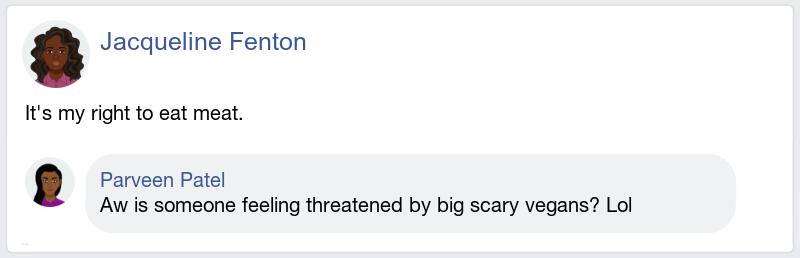 Jacqueline Fenton
It's my right to eat meat.
Parveen Patel
Aw is someone feeling threatened by big scary vegans? Lol